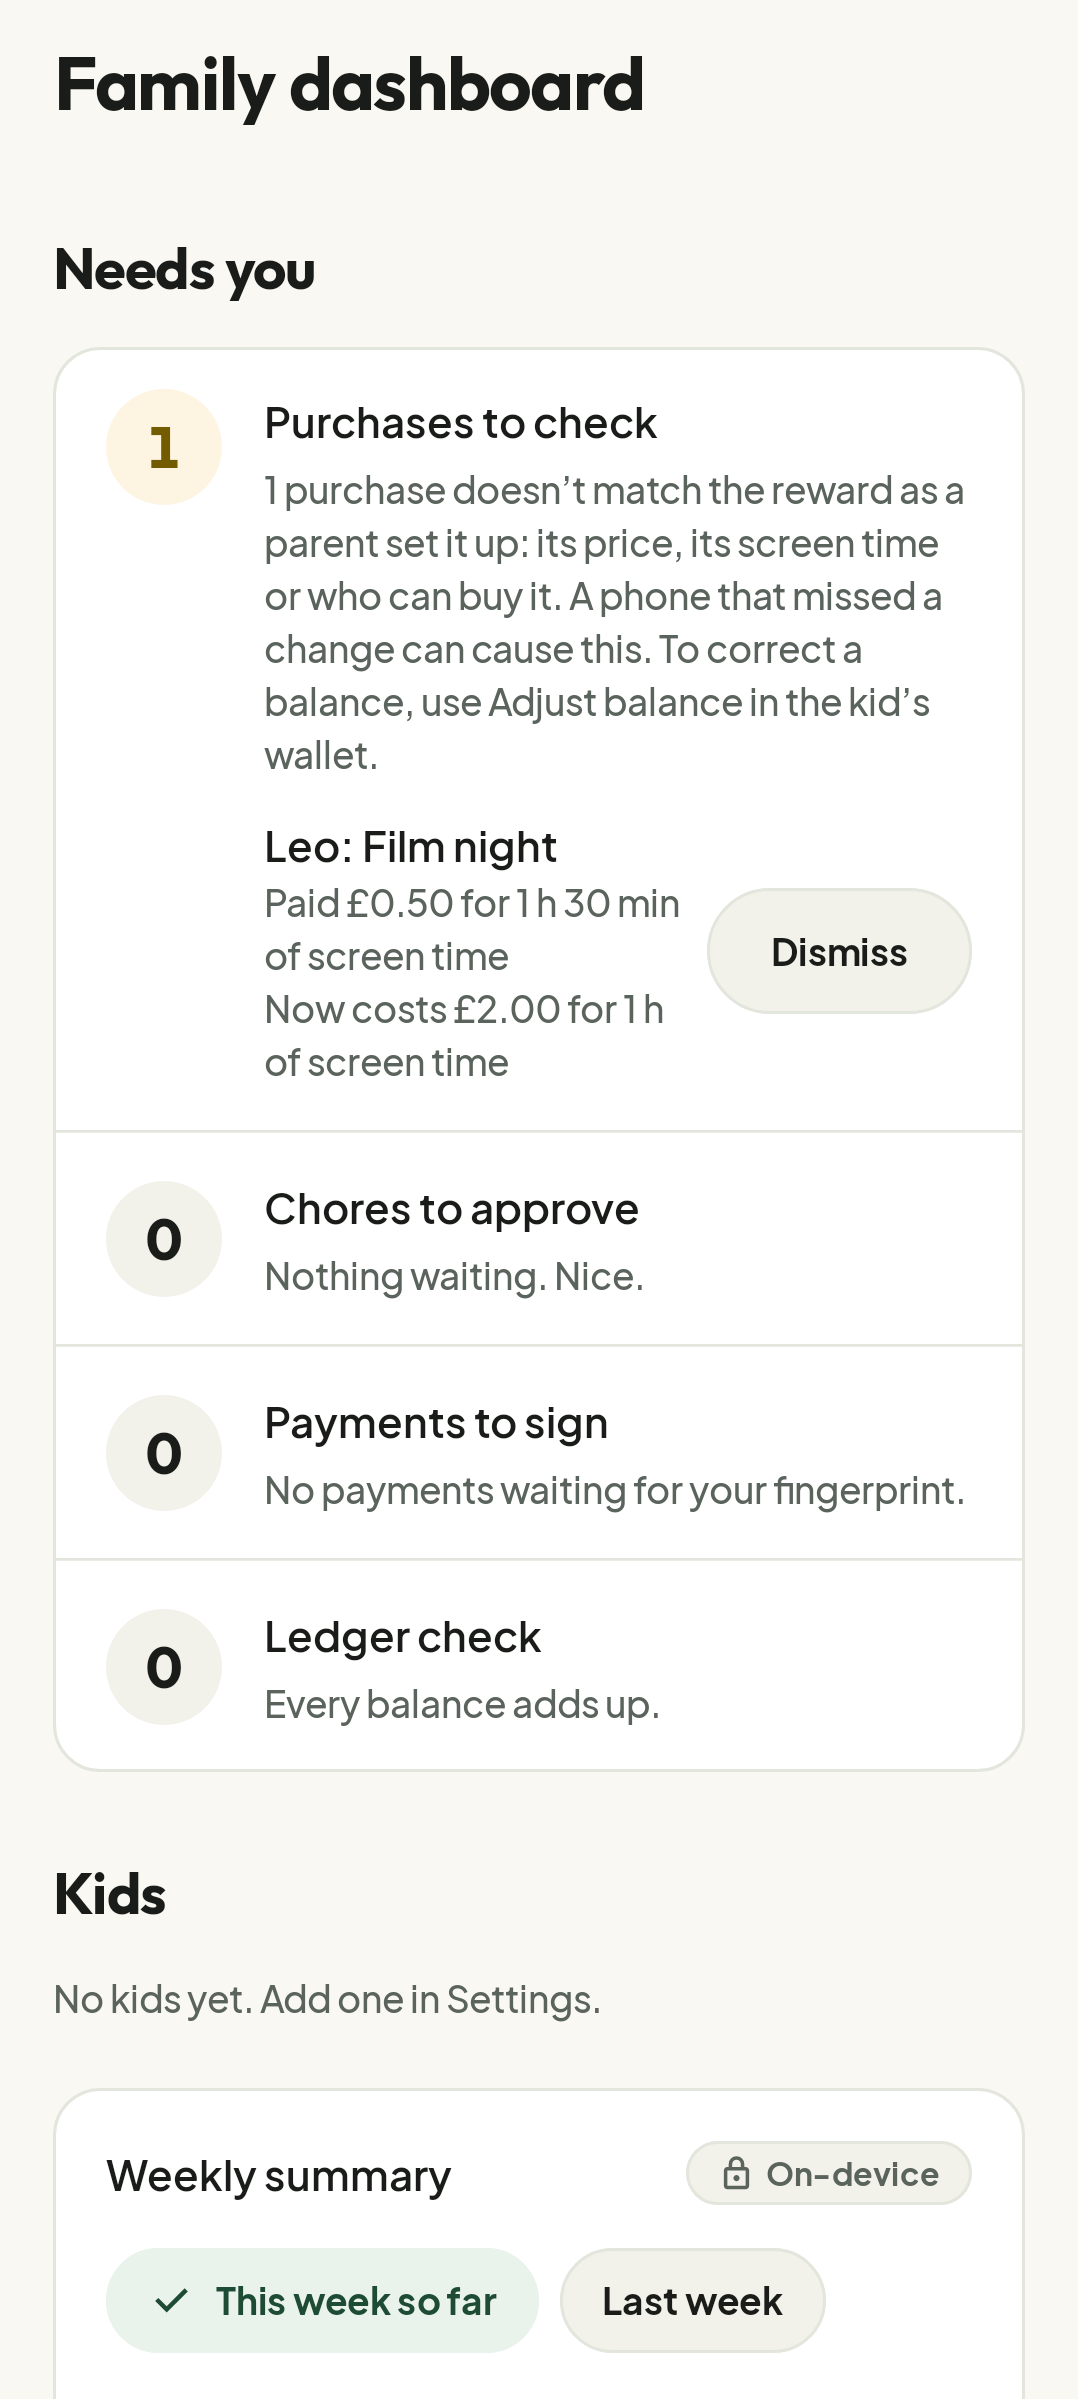 Family dashboard
Needs you
1
Purchases to check
1 purchase doesn’t match the reward as a
parent set it up: its price, its screen time
or who can buy it. A phone that missed a
change can cause this. To correct a
balance, use Adjust balance in the kid’s
wallet.
Leo: Film night
Paid £0.50 for 1 h 30 min
of screen time
Now costs £2.00 for 1 h
of screen time
Dismiss
0
Chores to approve
Nothing waiting. Nice.
0
Payments to sign
No payments waiting for your fingerprint.
0
Ledger check
Every balance adds up.
Kids
No kids yet. Add one in Settings.
Weekly summary
On-device
This week so far
Last week